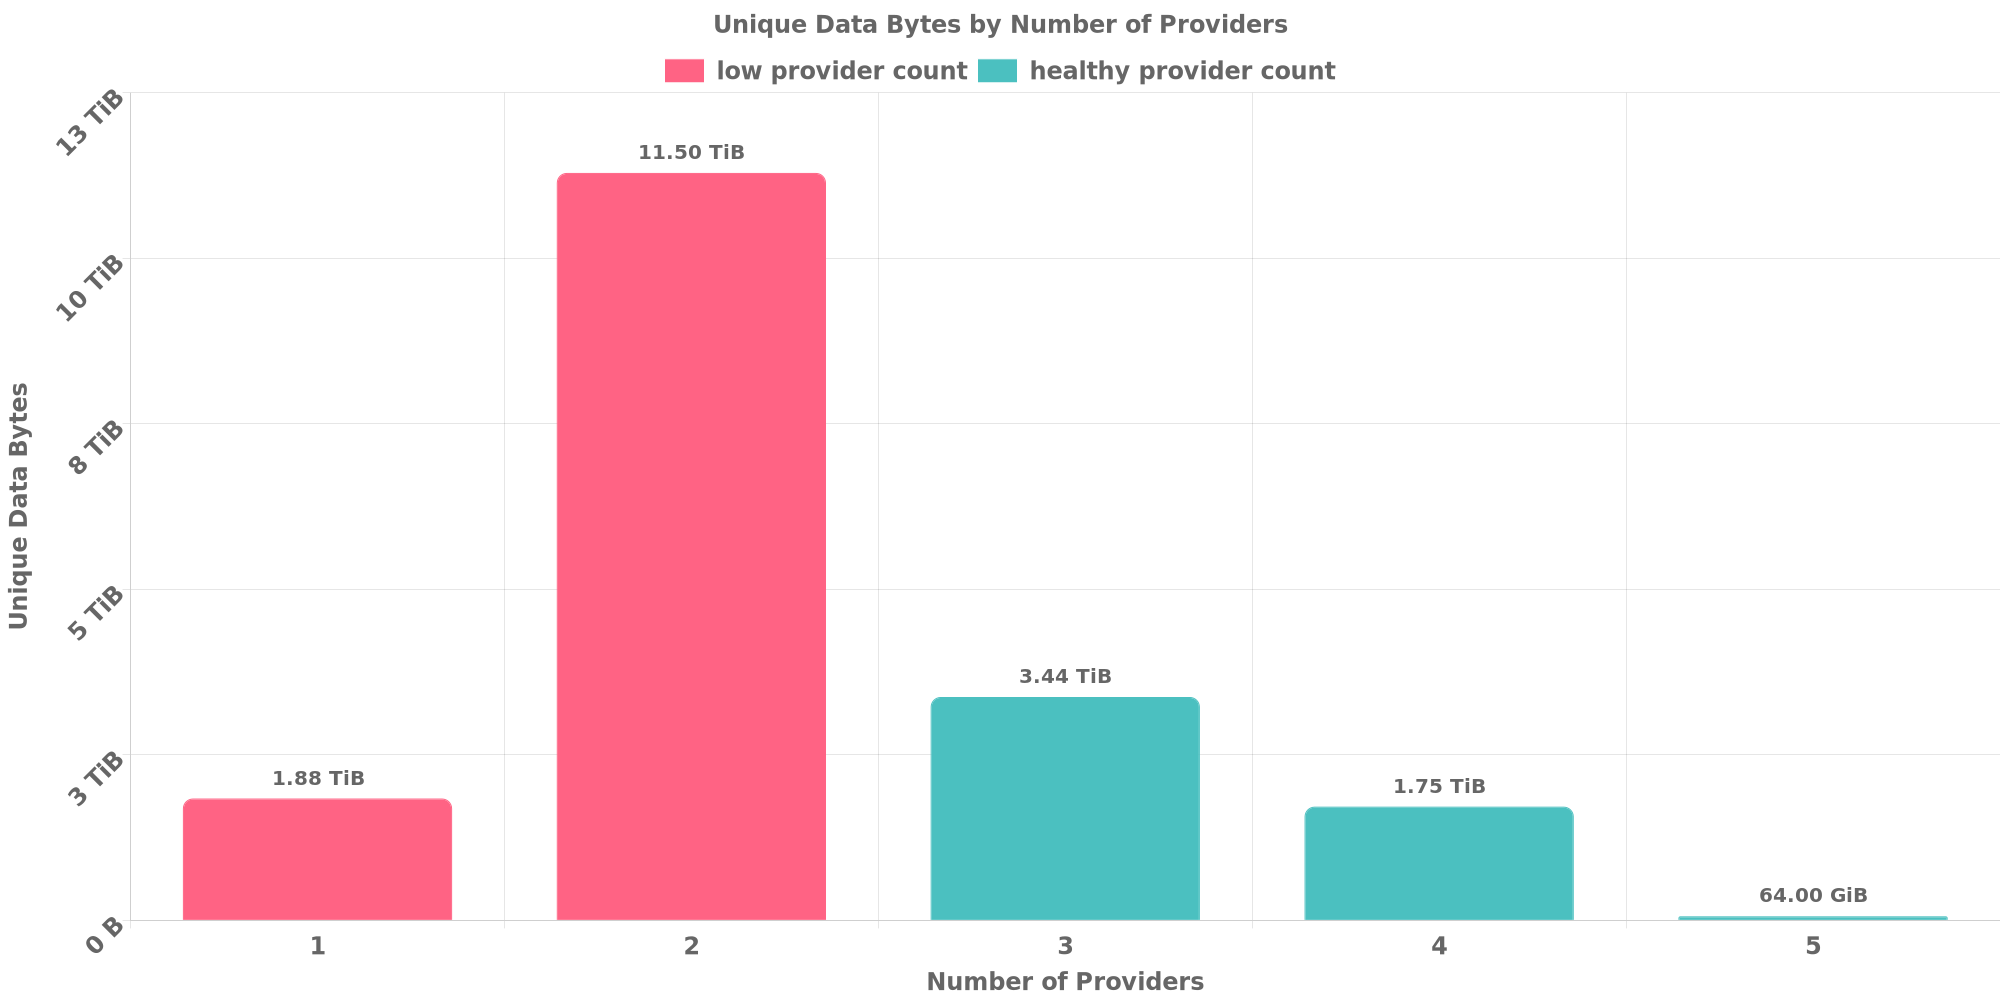 Unique Data Bytes by Number of Providers
low provider count healthy provider count
13 TiB
10 TiB
8 TiB
5 TiB
3 TiB
0 B
Unique Data Bytes
1.88 TiB
11.50 TiB
3.44 TiB
1.75 TiB
64.00 GiB
1 2 3 4 5
Number of Providers